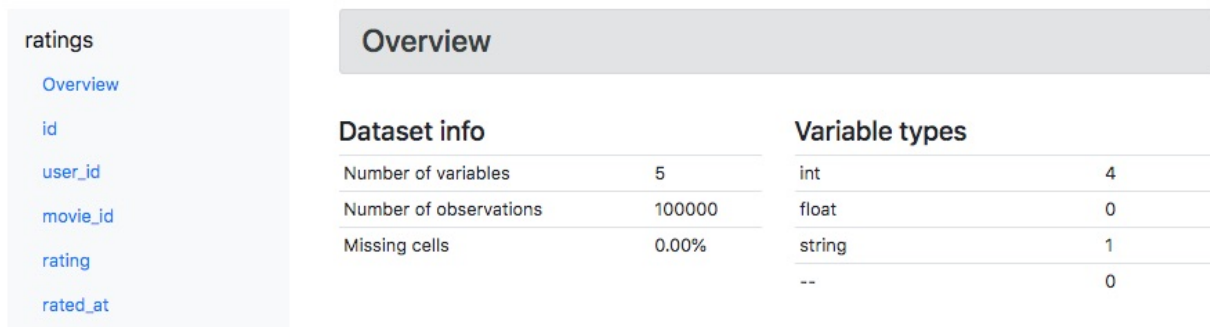 ratings
Overview
id
user_id
movie_id
rating
rated_at
Overview
Dataset info
Number of variables 5
Number of observations 100000
Missing cells 0.00%
Variable types
int 4
float 0
string 1
-- 0